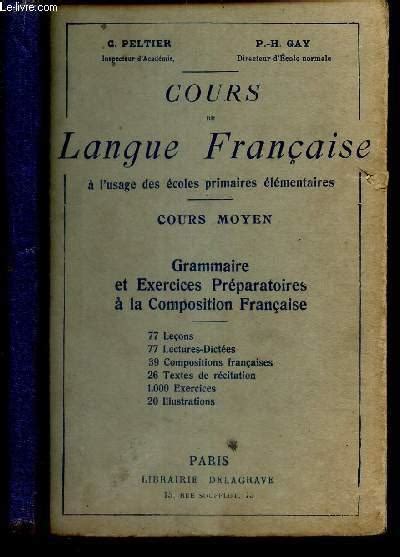 www.le-livre.com
C. PELTIER
P.-H. GAY
Inspecteur d'Académie,
Directeur d'École normale
COURS
DE
Langue Française
à l'usage des écoles primaires élémentaires
COURS MOYEN
Grammaire
et Exercices Préparatoires
à la Composition Française
77 Leçons
77 Lectures-Dictées
39 Compositions françaises
26 Textes de récitation
1.000 Exercices
20 Illustrations
PARIS
LIBRAIRIE DELAGRAVE
15, RUE SOUFFLOT, 15